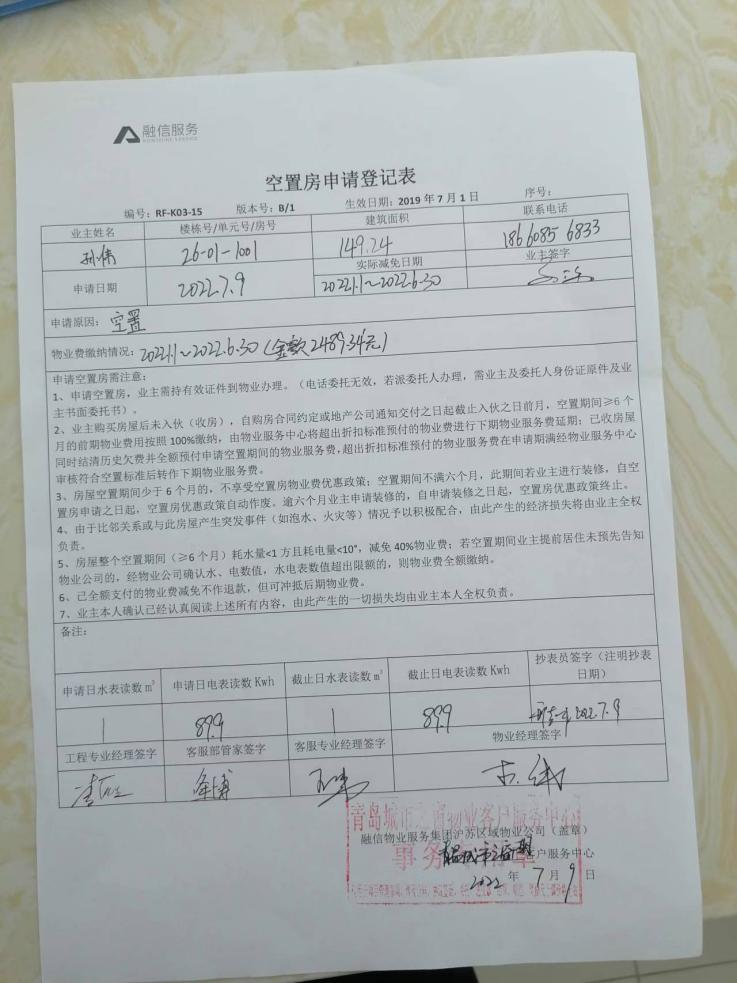 融信服务
空置房申请登记表
编号：RF-K03-15 版本号：B/1 生效日期：2019 年 7 月 1 日 序号：
业主姓名 楼栋号/单元号/房号 建筑面积 联系电话
孙伟 26-01-1001 149.24 186 6085 6833
申请日期 2022.7.9 实际减免日期 业主签字
2022.1.1~2022.6.30
申请原因：空置
物业费缴纳情况：2022.1.1~2022.6.30（金额2489.34元）
申请空置房需注意：
1、申请空置房，业主需持有效证件到物业办理。（电话委托无效，若派委托人办理，需业主及委托人身份证原件及业
主书面委托书）。
2、业主购买房屋后未入伙（收房），自购房合同约定或地产公司通知交付之日起截止入伙之日前月，空置期间≥6 个
月的前期物业费用按照 100%缴纳，由物业服务中心将超出折扣标准预付的物业费进行下期物业服务费延期；已收房屋
同时结清历史欠费并全额预付申请空置期间的物业服务费，超出折扣标准预付的物业服务费在申请期满经物业服务中心
审核符合空置标准后转作下期物业服务费。
3、房屋空置期间少于 6 个月的，不享受空置房物业费优惠政策；空置期间不满六个月，此期间若业主进行装修，自空
置房申请之日起，空置房优惠政策自动作废。逾六个月业主申请装修的，自申请装修之日起，空置房优惠政策终止。
4、由于比邻关系或与此房屋产生突发事件（如泡水、火灾等）情况予以积极配合，由此产生的经济损失将由业主全权
负责。
5、房屋整个空置期间（≥6 个月）耗水量<1 方且耗电量<10°，减免 40%物业费；若空置期间业主提前居住未预先告知
物业公司的，经物业公司确认水、电数值，水电表数值超出限额的，则物业费全额缴纳。
6、已全额支付的物业费减免不作退款，但可冲抵后期物业费。
7、业主本人确认已经认真阅读上述所有内容，由此产生的一切损失均由业主本人全权负责。
备注：
申请日水表读数 m³ 申请日电表读数 Kwh 截止日水表读数 m³ 截止日电表读数 Kwh 抄表员签字（注明抄表
日期）
1 899 1 899 2022.7.9
工程专业经理签字 客服部管家签字 客服专业经理签字 物业经理签字
青岛城市之窗物业客户服务中心
融信物业服务集团沪苏区域物业公司（盖章）
客户服务中心
2022 年 7 月 9 日